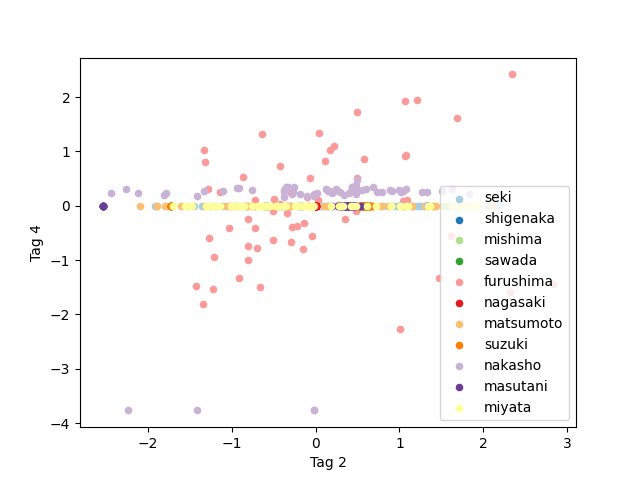 Tag 4
2
1
0
−1
−2
−3
−4
−2
−1
0
1
2
3
Tag 2
seki
shigenaka
mishima
sawada
furushima
nagasaki
matsumoto
suzuki
nakasho
masutani
miyata